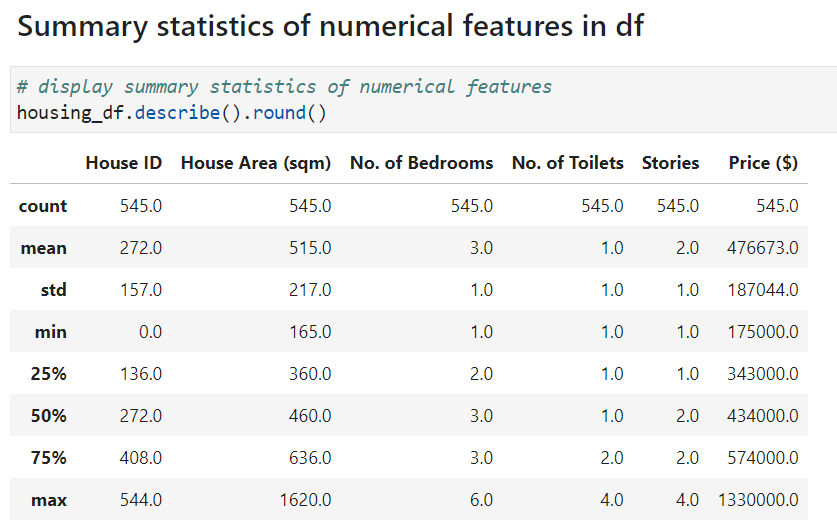 Summary statistics of numerical features in df
# display summary statistics of numerical features
housing_df.describe().round()
House ID House Area (sqm) No. of Bedrooms No. of Toilets Stories Price ($)
count 545.0 545.0 545.0 545.0 545.0 545.0
mean 272.0 515.0 3.0 1.0 2.0 476673.0
std 157.0 217.0 1.0 1.0 1.0 187044.0
min 0.0 165.0 1.0 1.0 1.0 175000.0
25% 136.0 360.0 2.0 1.0 1.0 343000.0
50% 272.0 460.0 3.0 1.0 2.0 434000.0
75% 408.0 636.0 3.0 2.0 2.0 574000.0
max 544.0 1620.0 6.0 4.0 4.0 1330000.0